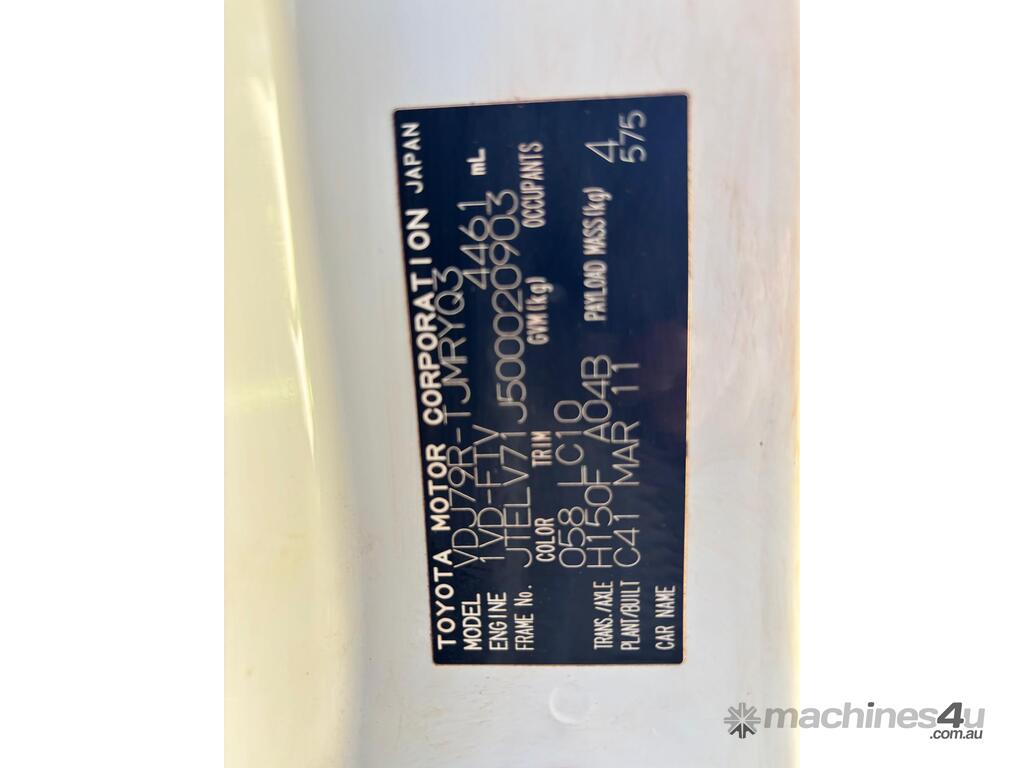 TOYOTA MOTOR CORPORATION JAPAN
MODEL VDJ79R-TJMRYQ3
ENGINE 1VD-FTV 4461 mL
FRAME No. JTELV71J500020903
COLOR TRIM GVM(kg) OCCUPANTS
058 LC10
TRANS./AXLE H150F A04B PAYLOAD MASS(kg) 4
PLANT/BUILT C41 MAR 11 575
CAR NAME
machines4u
.com.au